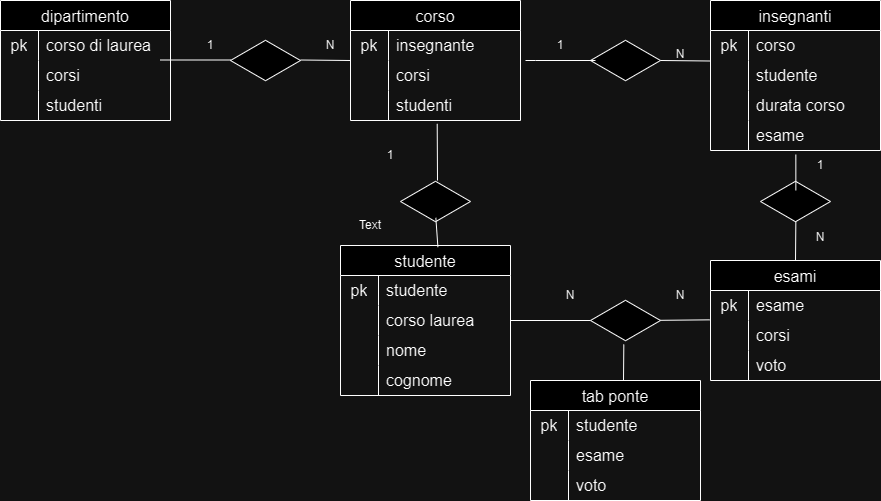 dipartimento
pk corso di laurea
corsi
studenti
1
N
corso
pk insegnante
corsi
studenti
1
N
insegnanti
pk corso
studente
durata corso
esame
1
Text
1
N
studente
pk studente
corso laurea
nome
cognome
N
N
esami
pk esame
corsi
voto
tab ponte
pk studente
esame
voto